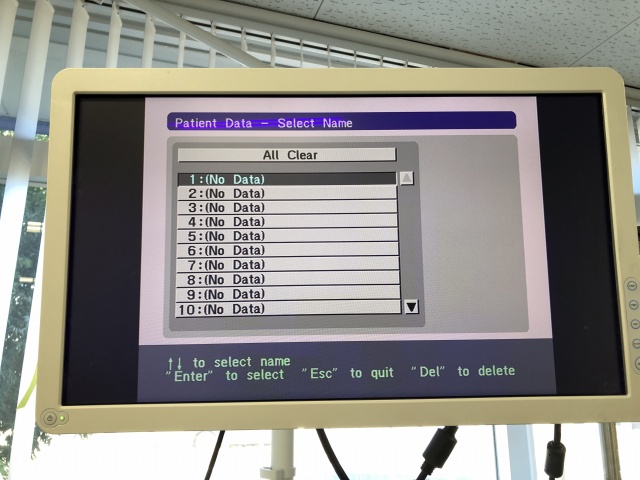 Patient Data - Select Name
All Clear
1:(No Data)
2:(No Data)
3:(No Data)
4:(No Data)
5:(No Data)
6:(No Data)
7:(No Data)
8:(No Data)
9:(No Data)
10:(No Data)
↑↓ to select name
"Enter" to select "Esc" to quit "Del" to delete